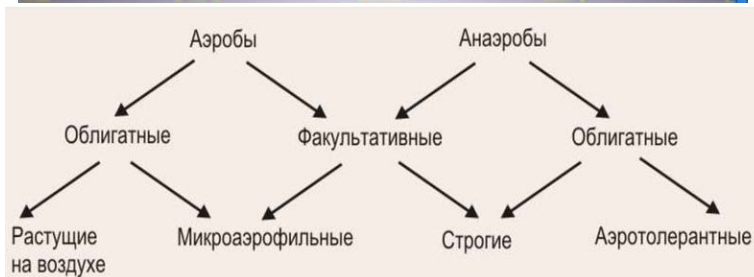 Аэробы Анаэробы
Облигатные Факультативные Облигатные
Растущие на воздухе Микроаэрофильные Строгие Аэротолерантные